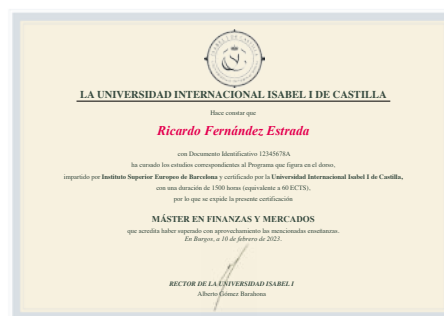 LA UNIVERSIDAD INTERNACIONAL ISABEL I DE CASTILLA
Hace constar que
Ricardo Fernández Estrada
con Documento Identificativo 12345678A
ha cursado los estudios correspondientes al Programa que figura en el dorso,
impartido por Instituto Superior Europeo de Barcelona y certificado por la Universidad Internacional Isabel I de Castilla,
con una duración de 1500 horas (equivalente a 60 ECTS),
por lo que se expide la presente certificación
MÁSTER EN FINANZAS Y MERCADOS
que acredita haber superado con aprovechamiento las mencionadas enseñanzas.
En Burgos, a 10 de febrero de 2023.
RECTOR DE LA UNIVERSIDAD ISABEL I
Alberto Gómez Barahona